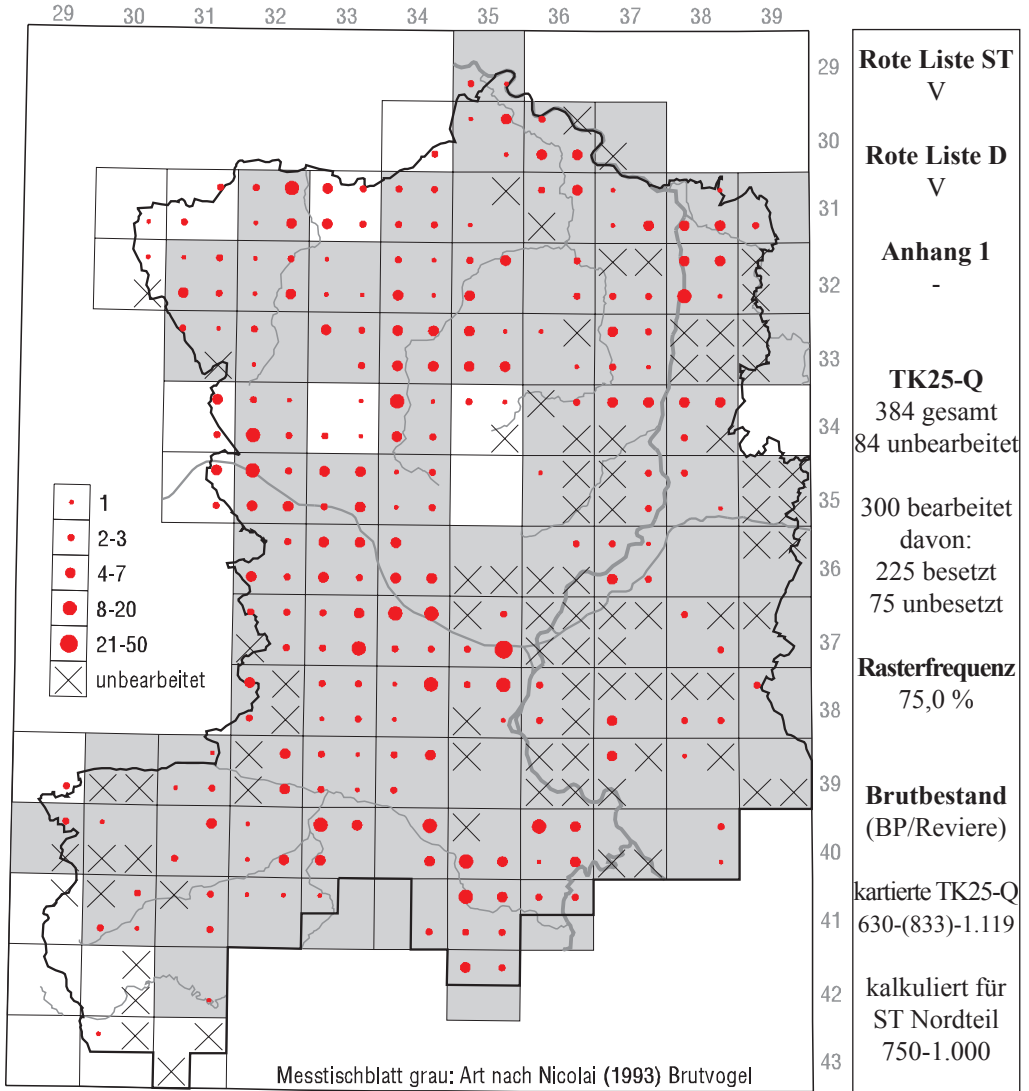 29 30 31 32 33 34 35 36 37 38 39
29
30
31
32
33
34
35
36
37
38
39
40
41
42
43
1
2-3
4-7
8-20
21-50
unbearbeitet
Messtischblatt grau: Art nach Nicolai (1993) Brutvogel
Rote Liste ST
V
Rote Liste D
V
Anhang 1
-
TK25-Q
384 gesamt
84 unbearbeitet
300 bearbeitet
davon:
225 besetzt
75 unbesetzt
Rasterfrequenz
75,0 %
Brutbestand
(BP/Reviere)
kartierte TK25-Q
630-(833)-1.119
kalkuliert für
ST Nordteil
750-1.000